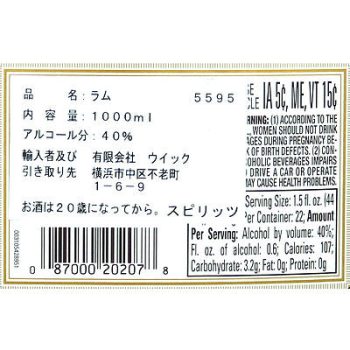 品　名：ラム　5595
内 容 量：1000ml
アルコール分：40%
輸入者及び　有限会社　ウイック
引き取り先　横浜市中区不老町
1-6-9
お酒は20歳になってから。スピリッツ
0 87000 20207 8
IA 5¢, ME, VT 15¢
RNING: (1) ACCORDING
WOMEN SHOULD NOT DRINK
AGES DURING PREGNANCY BE-
K OF BIRTH DEFECTS. (2) CON-
OHOLIC BEVERAGES IMPAIRS
O DRIVE A CAR OR OPERATE
MAY CAUSE HEALTH PROBLEMS.
Serving Size: 1.5 fl. oz. (44
Per Container: 22; Amount
Per Serving: Alcohol by volume: 40%;
Fl. oz. of alcohol: 0.6; Calories: 107;
Carbohydrate: 3.2g; Fat: 0g; Protein: 0g